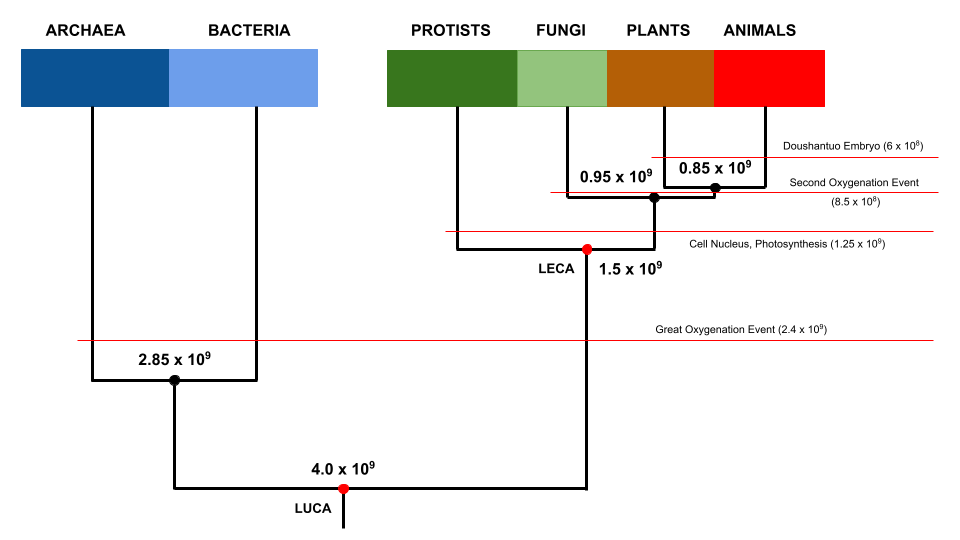 ARCHAEA BACTERIA PROTISTS FUNGI PLANTS ANIMALS
Doushantuo Embryo (6 x 10⁸)
0.95 x 10⁹ 0.85 x 10⁹
Second Oxygenation Event
(8.5 x 10⁸)
Cell Nucleus, Photosynthesis (1.25 x 10⁹)
LECA 1.5 x 10⁹
Great Oxygenation Event (2.4 x 10⁹)
2.85 x 10⁹
4.0 x 10⁹
LUCA